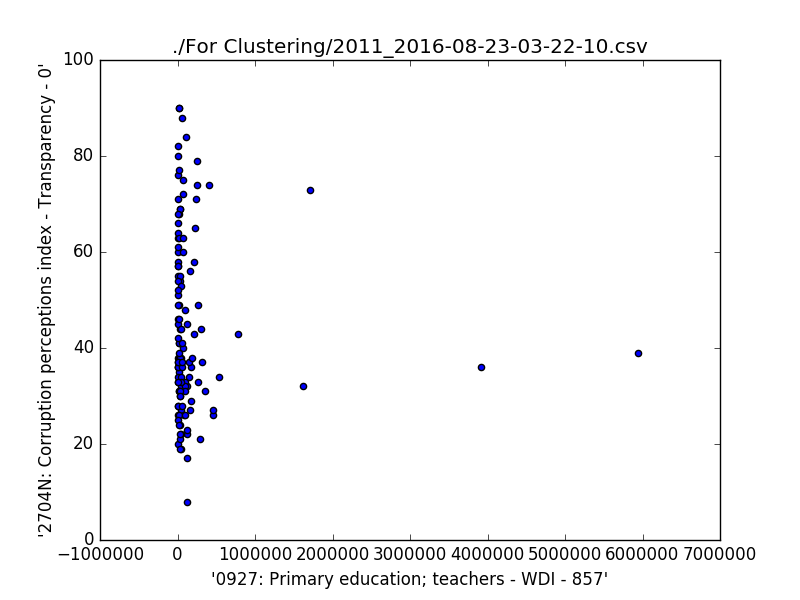 ./For Clustering/2011_2016-08-23-03-22-10.csv
100
80
60
40
20
0
'2704N: Corruption perceptions index - Transparency - 0'
−1000000 0 1000000 2000000 3000000 4000000 5000000 6000000 7000000
'0927: Primary education; teachers - WDI - 857'